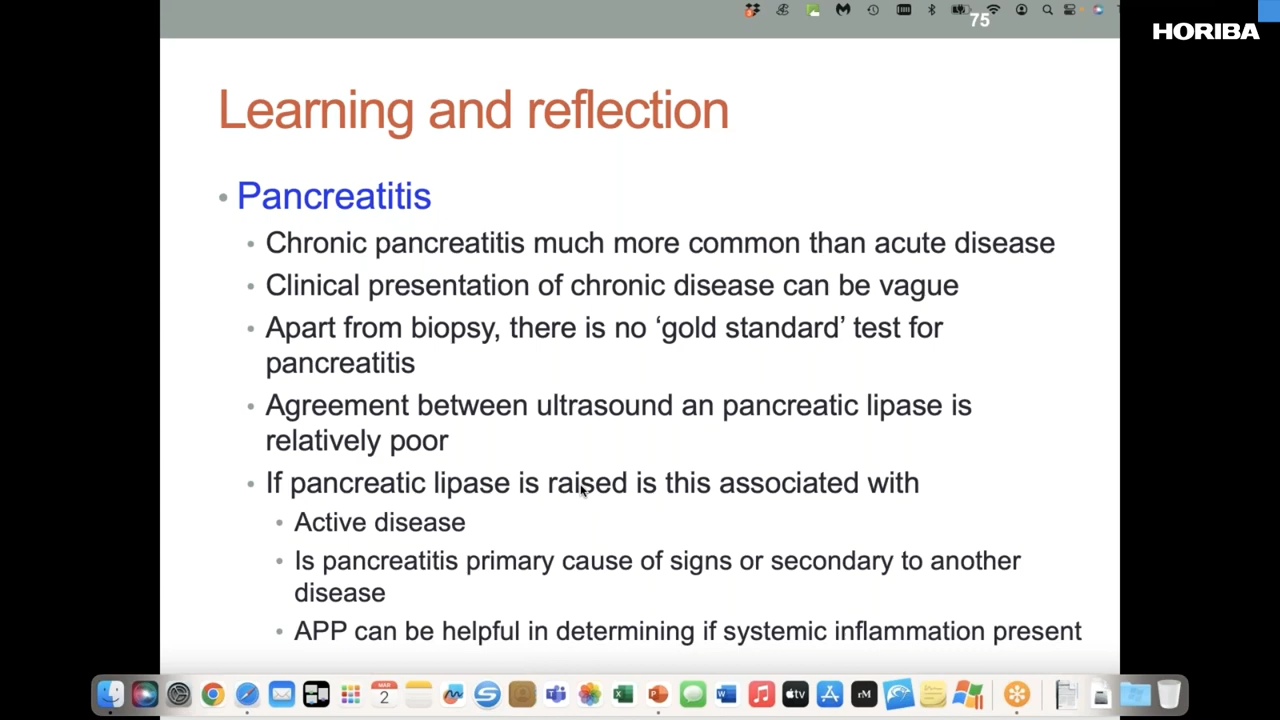 75
HORIBA
Learning and reflection
• Pancreatitis
• Chronic pancreatitis much more common than acute disease
• Clinical presentation of chronic disease can be vague
• Apart from biopsy, there is no ‘gold standard’ test for
pancreatitis
• Agreement between ultrasound an pancreatic lipase is
relatively poor
• If pancreatic lipase is raised is this associated with
• Active disease
• Is pancreatitis primary cause of signs or secondary to another
disease
• APP can be helpful in determining if systemic inflammation present
MAR
2
tv
rM